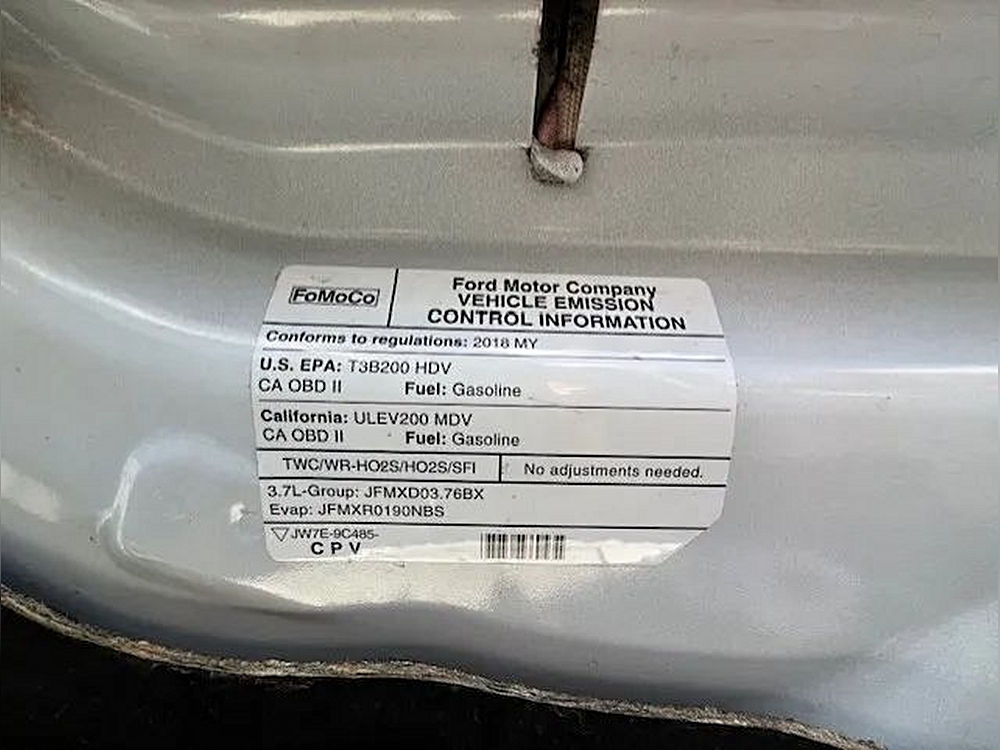 FoMoCo
Ford Motor Company
VEHICLE EMISSION
CONTROL INFORMATION
Conforms to regulations: 2018 MY
U.S. EPA: T3B200 HDV
CA OBD II Fuel: Gasoline
California: ULEV200 MDV
CA OBD II Fuel: Gasoline
TWC/WR-HO2S/HO2S/SFI No adjustments needed.
3.7L-Group: JFMXD03.76BX
Evap: JFMXR0190NBS
JW7E-9C485-
C P V